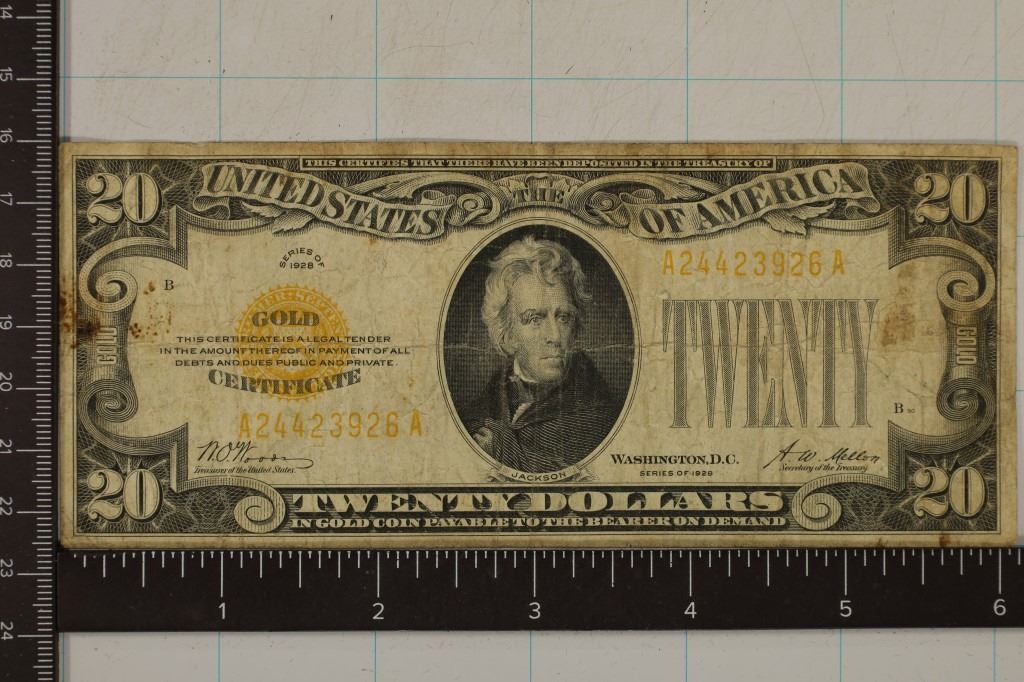 THIS CERTIFIES THAT THERE HAVE BEEN DEPOSITED IN THE TREASURY OF
20 UNITED STATES THE OF AMERICA 20
SERIES OF
1928
A24423926A
B
GOLD
TWENTY
THIS CERTIFICATE IS A LEGAL TENDER
IN THE AMOUNT THEREOF IN PAYMENT OF ALL
DEBTS AND DUES PUBLIC AND PRIVATE.
CERTIFICATE
GOLD
GOLD
B
A24423926A
W.O. Woods
Treasurer of the United States.
WASHINGTON, D.C.
SERIES OF 1928
A.W. Mellon
Secretary of the Treasury.
JACKSON
20 TWENTY DOLLARS 20
IN GOLD COIN PAYABLE TO THE BEARER ON DEMAND
14
15
16
17
18
19
20
21
22
23
24
1 2 3 4 5 6